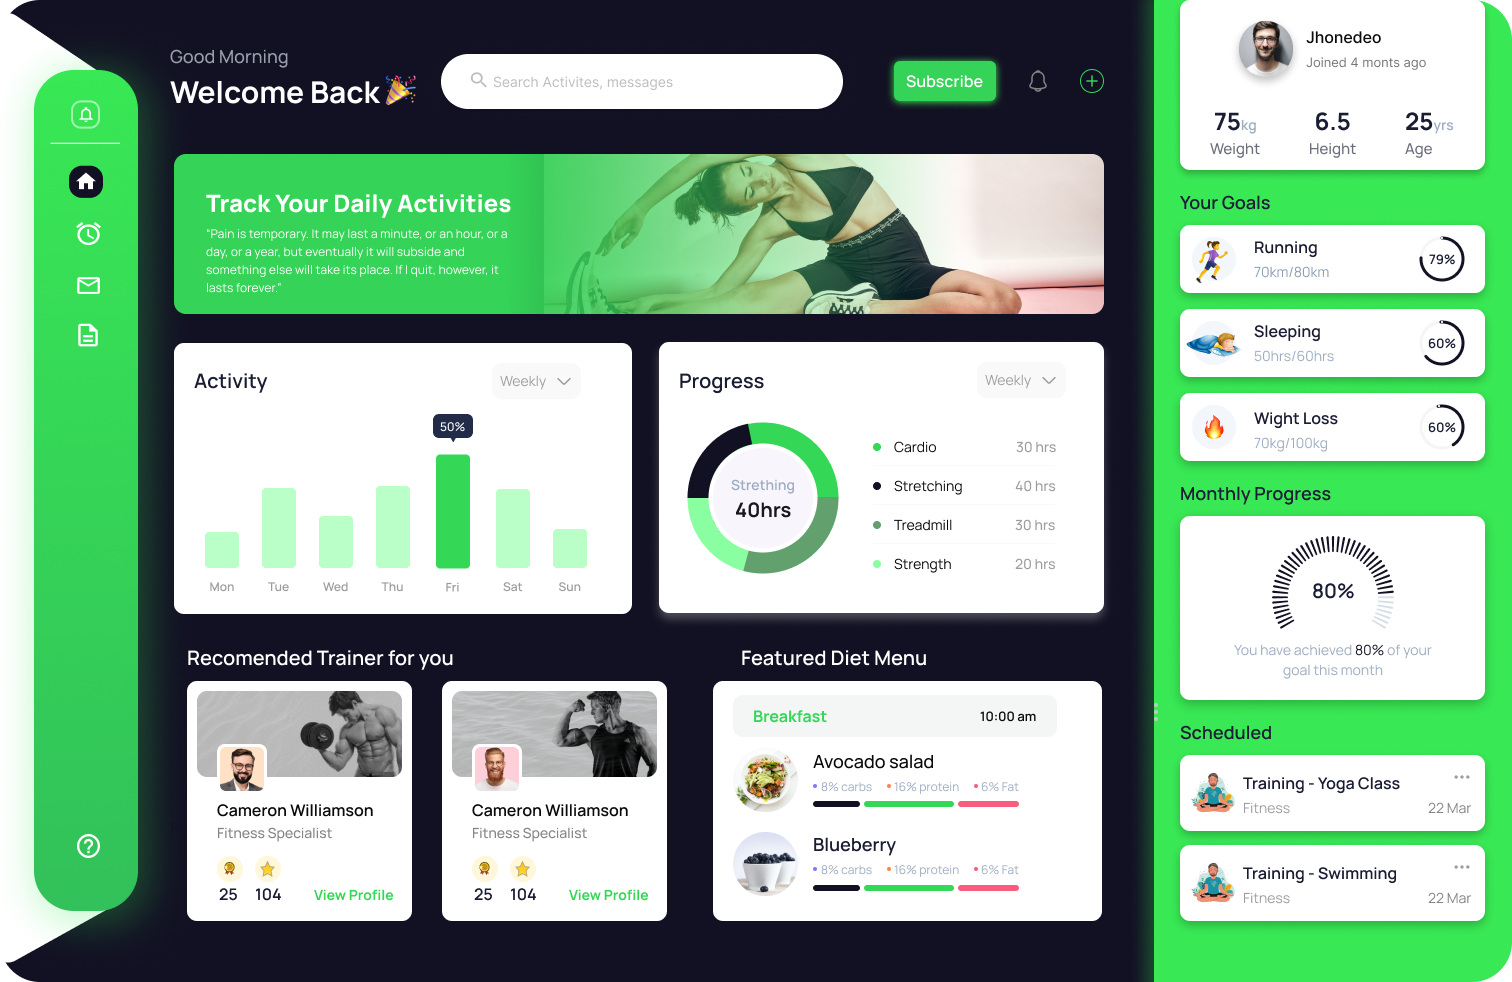 Good Morning
Welcome Back
Search Activites, messages
Subscribe
Track Your Daily Activities
“Pain is temporary. It may last a minute, or an hour, or a
day, or a year, but eventually it will subside and
something else will take its place. If I quit, however, it
lasts forever.”
Activity
Weekly
50%
Mon
Tue
Wed
Thu
Fri
Sat
Sun
Progress
Weekly
Strething
40hrs
Cardio 30 hrs
Stretching 40 hrs
Treadmill 30 hrs
Strength 20 hrs
Recomended Trainer for you
Cameron Williamson
Fitness Specialist
25 104 View Profile
Cameron Williamson
Fitness Specialist
25 104 View Profile
Featured Diet Menu
Breakfast 10:00 am
Avocado salad
8% carbs 16% protein 6% Fat
Blueberry
8% carbs 16% protein 6% Fat
Jhonedeo
Joined 4 monts ago
75kg 6.5 25yrs
Weight Height Age
Your Goals
Running
70km/80km
79%
Sleeping
50hrs/60hrs
60%
Wight Loss
70kg/100kg
60%
Monthly Progress
80%
You have achieved 80% of your
goal this month
Scheduled
Training - Yoga Class
Fitness 22 Mar
Training - Swimming
Fitness 22 Mar